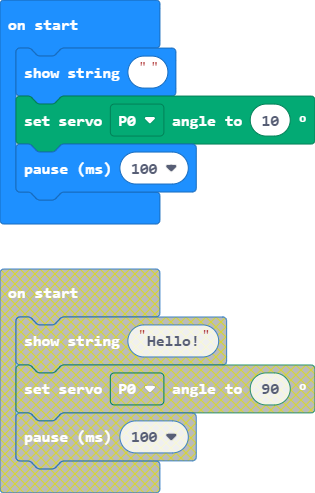 on start
show string " "
set servo P0 angle to 10 °
pause (ms) 100
on start
show string "Hello!"
set servo P0 angle to 90 °
pause (ms) 100